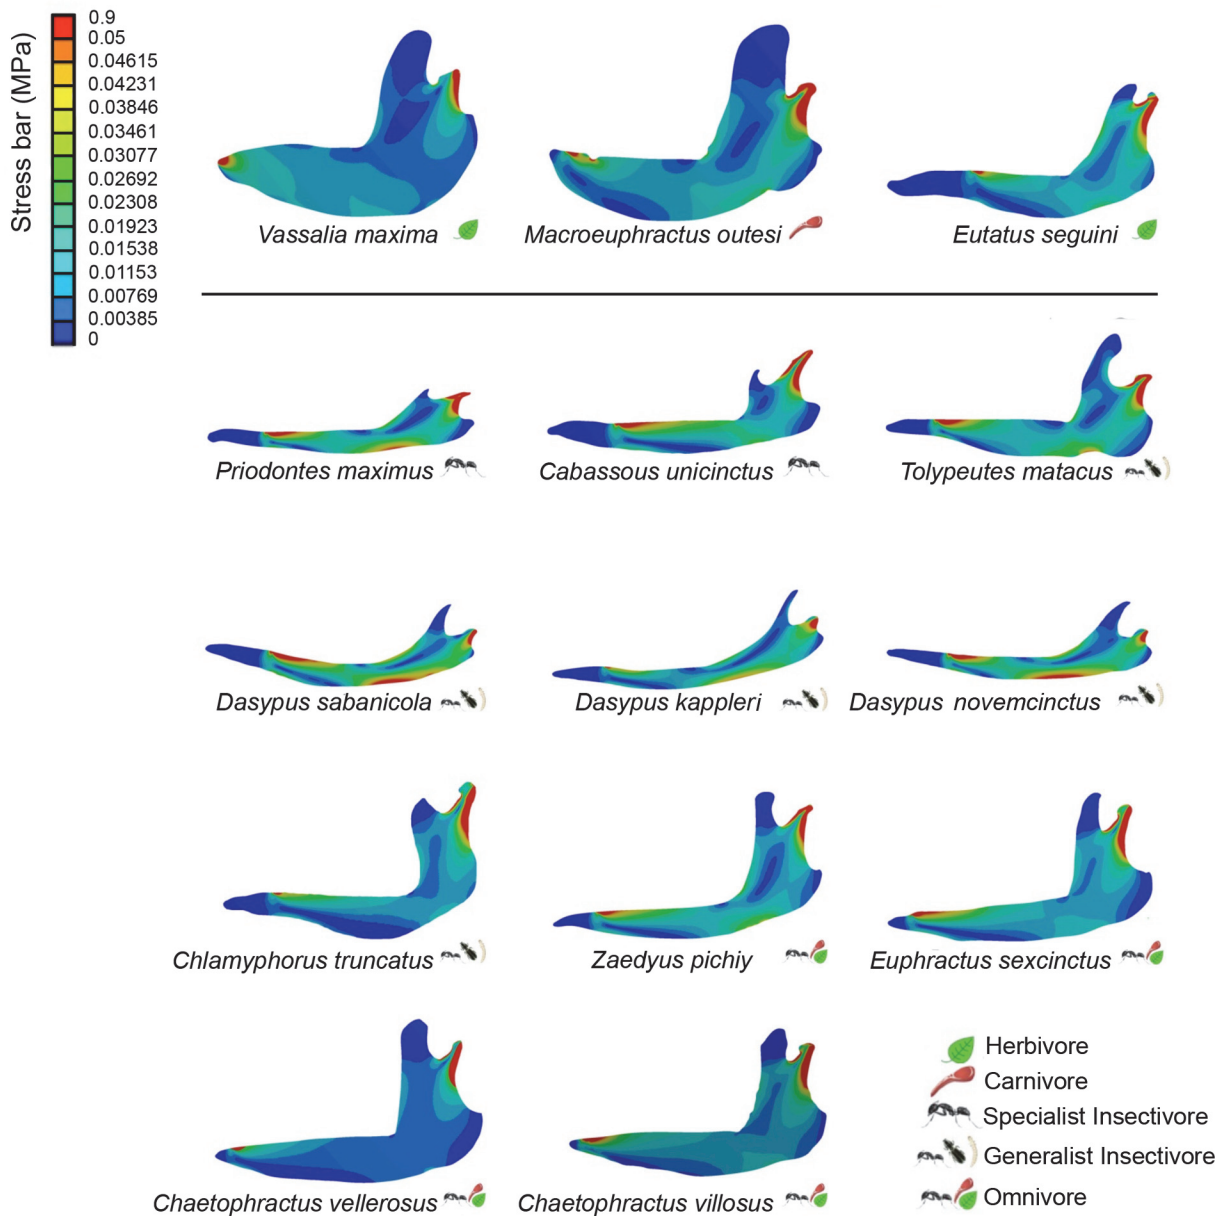 Stress bar (MPa)
0.9
0.05
0.04615
0.04231
0.03846
0.03461
0.03077
0.02692
0.02308
0.01923
0.01538
0.01153
0.00769
0.00385
0
Vassalia maxima
Macroeuphractus outesi
Eutatus seguini
Priodontes maximus
Cabassous unicinctus
Tolypeutes matacus
Dasypus sabanicola
Dasypus kappleri
Dasypus novemcinctus
Chlamyphorus truncatus
Zaedyus pichiy
Euphractus sexcinctus
Chaetophractus vellerosus
Chaetophractus villosus
Herbivore
Carnivore
Specialist Insectivore
Generalist Insectivore
Omnivore